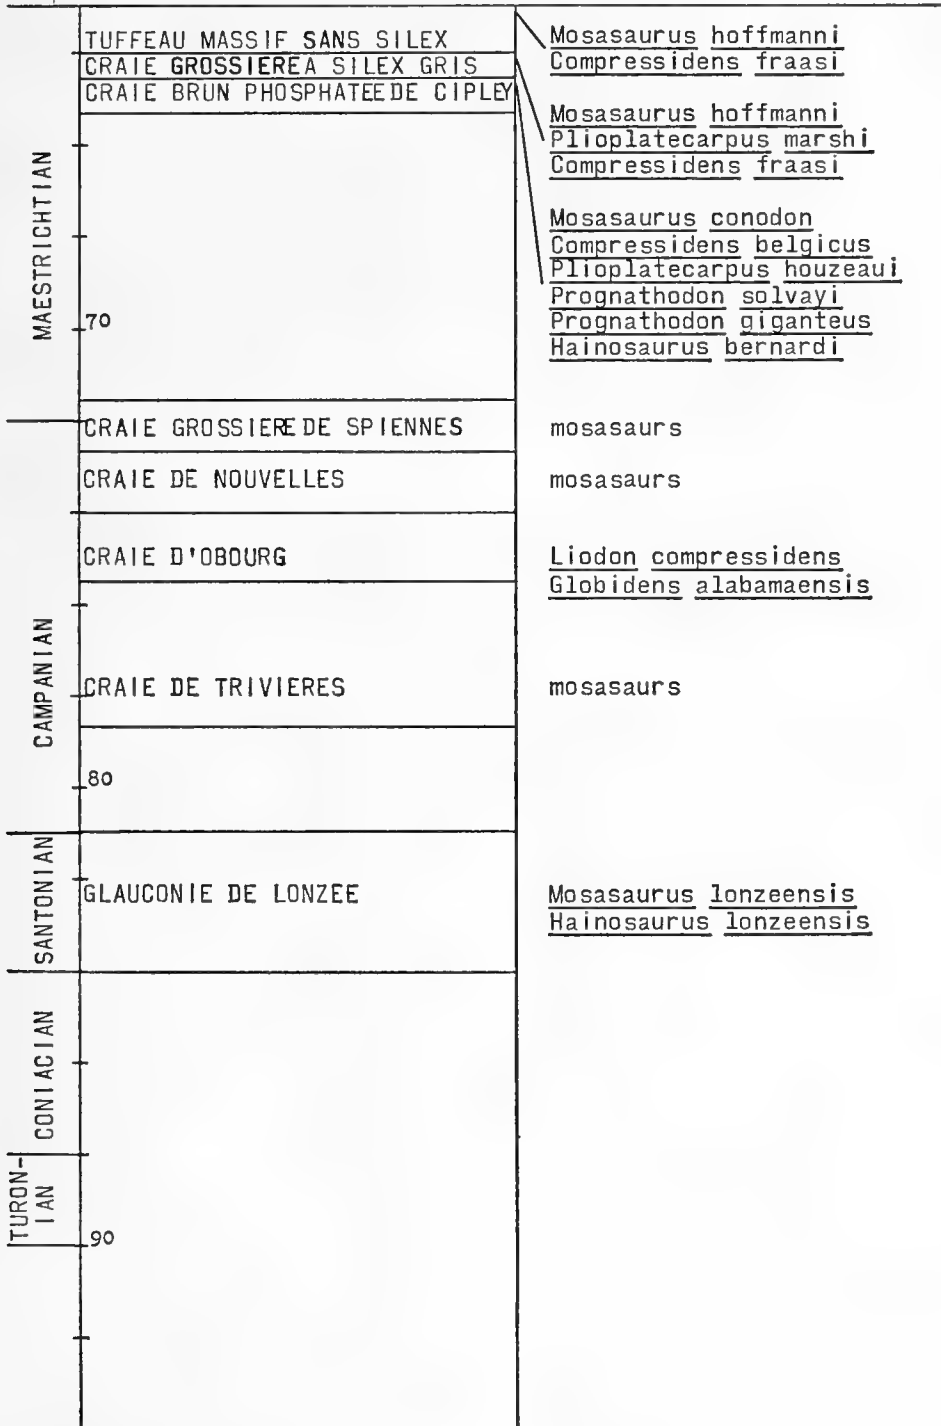 TUFFEAU MASSIF SANS SILEX
CRAIE GROSSIERE A SILEX GRIS
CRAIE BRUN PHOSPHATEE DE CIPLEY
Mosasaurus hoffmanni
Compressidens fraasi
Mosasaurus hoffmanni
Plioplatecarpus marshi
Compressidens fraasi
Mosasaurus conodon
Compressidens belgicus
Plioplatecarpus houzeaui
Prognathodon solvayi
Prognathodon giganteus
Hainosaurus bernardi
MAESTRICHTIAN
70
CRAIE GROSSIERE DE SPIENNES
mosasaurs
CRAIE DE NOUVELLES
mosasaurs
CRAIE D'OBOURG
Liodon compressidens
Globidens alabamaensis
CAMPANIAN
CRAIE DE TRIVIERES
mosasaurs
80
SANTONIAN
GLAUCONIE DE LONZEE
Mosasaurus lonzeensis
Hainosaurus lonzeensis
CONIACIAN
TURON-
IAN
90